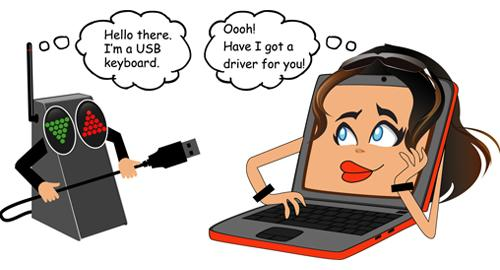 Hello there.
I'm a USB
keyboard.
Oooh!
Have I got a
driver for you!